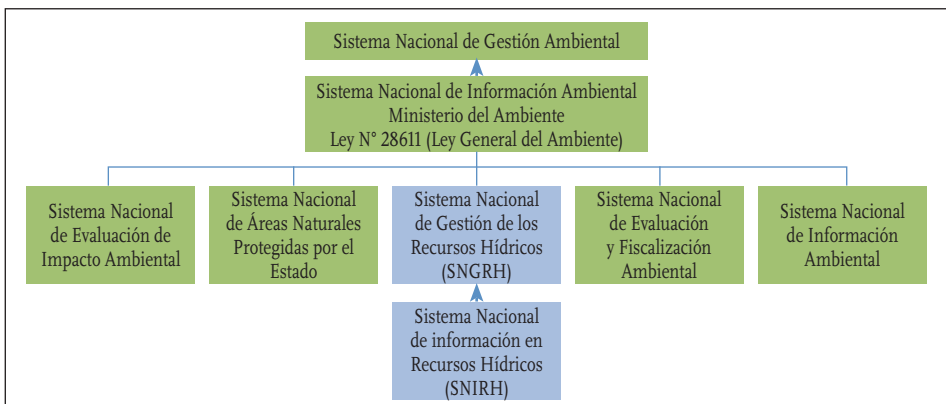 Sistema Nacional de Gestión Ambiental
Sistema Nacional de Información Ambiental
Ministerio del Ambiente
Ley N° 28611 (Ley General del Ambiente)
Sistema Nacional
de Evaluación de
Impacto Ambiental
Sistema Nacional
de Áreas Naturales
Protegidas por el
Estado
Sistema Nacional
de Gestión de los
Recursos Hídricos
(SNGRH)
Sistema Nacional
de Evaluación
y Fiscalización
Ambiental
Sistema Nacional
de Información
Ambiental
Sistema Nacional
de información en
Recursos Hídricos
(SNIRH)